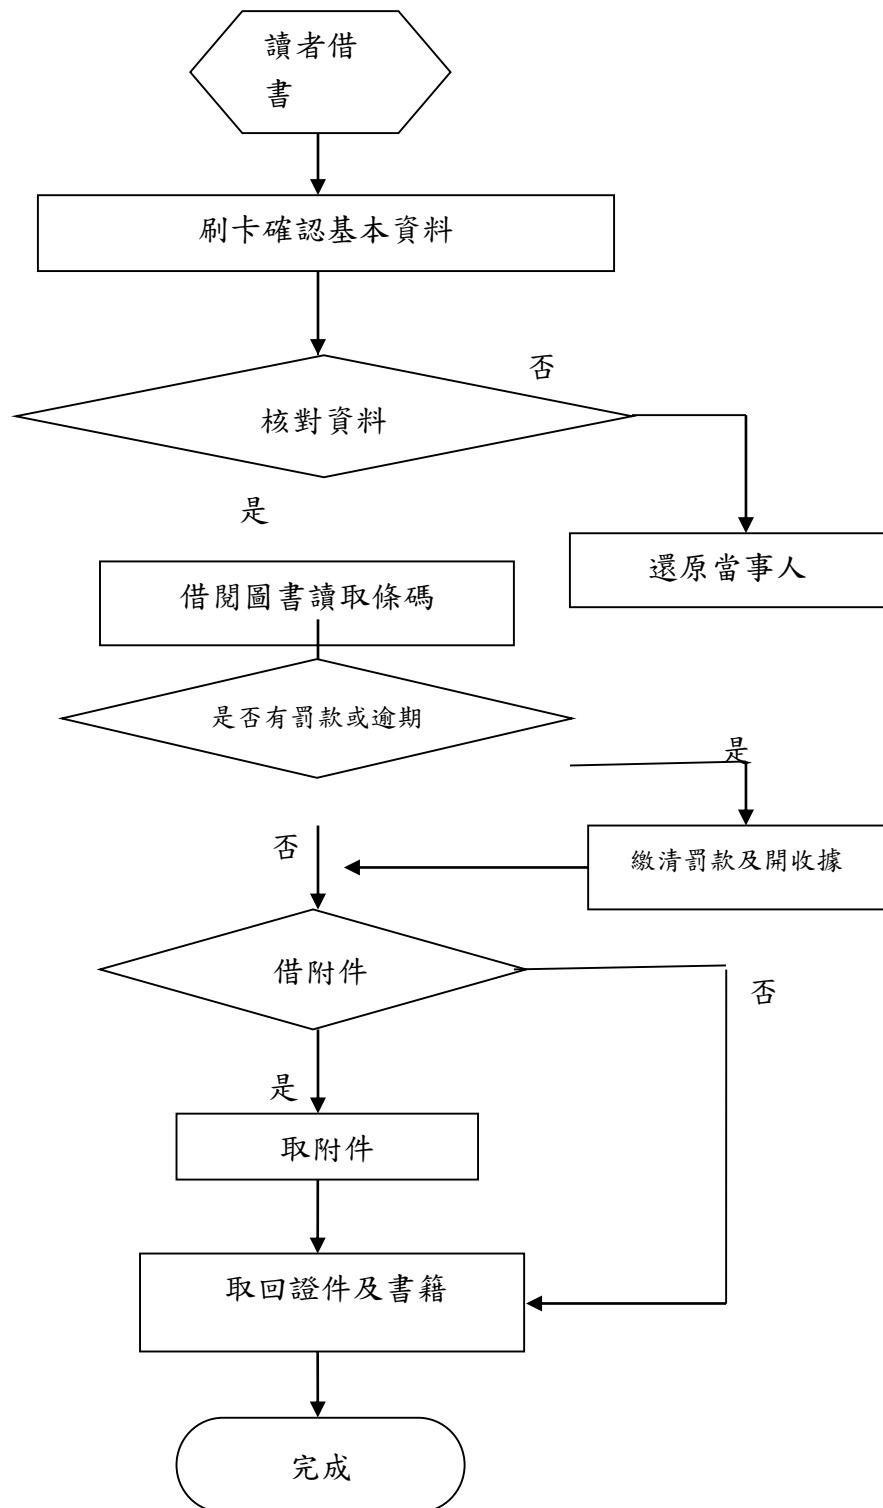 讀者借
書
刷卡確認基本資料
否
核對資料
是
還原當事人
借閱圖書讀取條碼
是否有罰款或逾期
是
否
繳清罰款及開收據
借附件
否
是
取附件
取回證件及書籍
完成